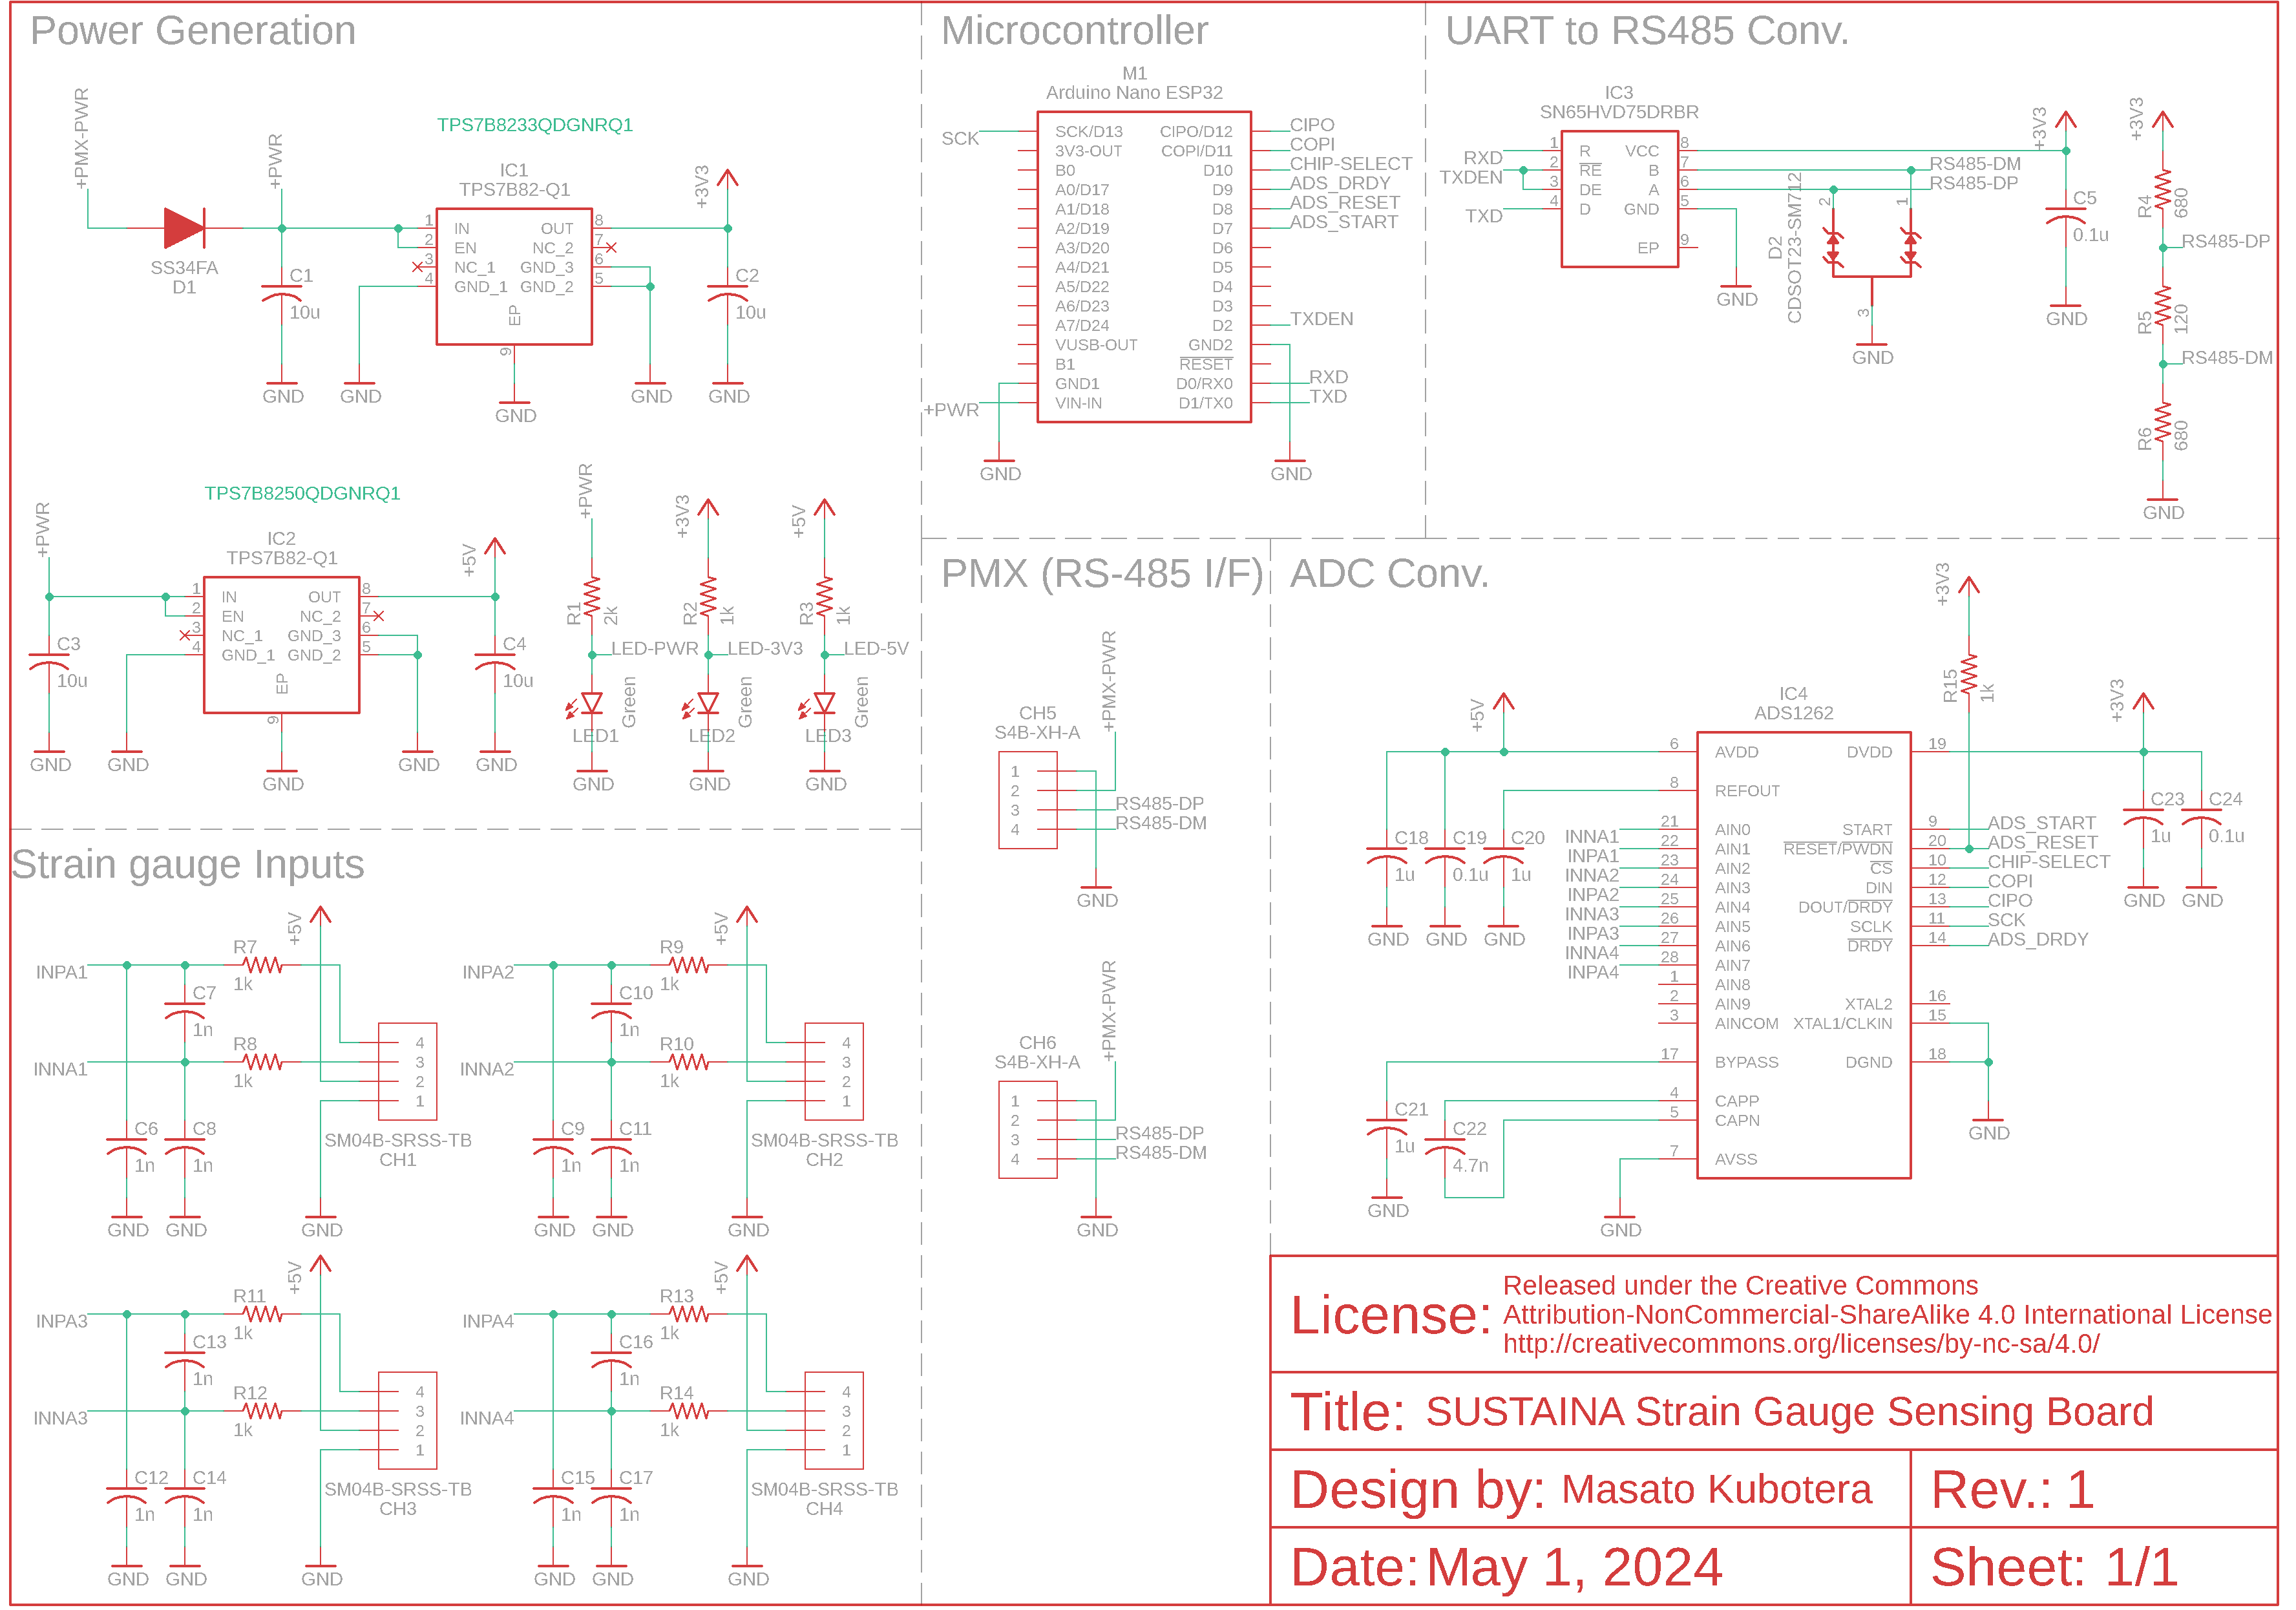 Power Generation
+PMX-PWR
SS34FA
D1
+PWR
C1
10u
GND
GND
TPS7B8233QDGNRQ1
IC1
TPS7B82-Q1
1 IN OUT 8
2 EN NC_2 7
3 NC_1 GND_3 6
4 GND_1 GND_2 5
EP
9
GND
GND
+3V3
C2
10u
GND
TPS7B8250QDGNRQ1
+PWR
C3
10u
GND
GND
IC2
TPS7B82-Q1
1 IN OUT 8
2 EN NC_2 7
3 NC_1 GND_3 6
4 GND_1 GND_2 5
EP
9
GND
GND
+5V
C4
10u
GND
+PWR
R1
2k
LED-PWR
Green
LED1
GND
+3V3
R2
1k
LED-3V3
Green
LED2
GND
+5V
R3
1k
LED-5V
Green
LED3
GND
Strain gauge Inputs
INPA1
INNA1
R7
1k
C7
1n
R8
1k
C6
1n
C8
1n
GND
GND
+5V
4
3
2
1
SM04B-SRSS-TB
CH1
GND
INPA2
INNA2
R9
1k
C10
1n
R10
1k
C9
1n
C11
1n
GND
GND
+5V
4
3
2
1
SM04B-SRSS-TB
CH2
GND
INPA3
INNA3
R11
1k
C13
1n
R12
1k
C12
1n
C14
1n
GND
GND
+5V
4
3
2
1
SM04B-SRSS-TB
CH3
GND
INPA4
INNA4
R13
1k
C16
1n
R14
1k
C15
1n
C17
1n
GND
GND
+5V
4
3
2
1
SM04B-SRSS-TB
CH4
GND
Microcontroller
M1
Arduino Nano ESP32
SCK SCK/D13 CIPO/D12 CIPO
3V3-OUT COPI/D11 COPI
B0 D10 CHIP-SELECT
A0/D17 D9 ADS_DRDY
A1/D18 D8 ADS_RESET
A2/D19 D7 ADS_START
A3/D20 D6
A4/D21 D5
A5/D22 D4
A6/D23 D3
A7/D24 D2 TXDEN
VUSB-OUT GND2
B1 RESET
GND1 D0/RX0 RXD
+PWR VIN-IN D1/TX0 TXD
GND
GND
UART to RS485 Conv.
IC3
SN65HVD75DRBR
RXD 1 R VCC 8
TXDEN 2 RE B 7 RS485-DM
3 DE A 6 RS485-DP
TXD 4 D GND 5
EP 9
GND
D2
CDSOT23-SM712
2
1
3
GND
+3V3
C5
0.1u
GND
+3V3
R4
680
RS485-DP
R5
120
RS485-DM
R6
680
GND
PMX (RS-485 I/F)
+PMX-PWR
CH5
S4B-XH-A
1
2
3 RS485-DP
4 RS485-DM
GND
+PMX-PWR
CH6
S4B-XH-A
1
2
3 RS485-DP
4 RS485-DM
GND
ADC Conv.
+5V
C18
1u
C19
0.1u
C20
1u
GND
GND
GND
+3V3
R15
1k
+3V3
C23
1u
C24
0.1u
GND
GND
IC4
ADS1262
6 AVDD DVDD 19
8 REFOUT
INNA1 21 AIN0 START 9 ADS_START
INPA1 22 AIN1 RESET/PWDN 20 ADS_RESET
INNA2 23 AIN2 CS 10 CHIP-SELECT
INPA2 24 AIN3 DIN 12 COPI
INNA3 25 AIN4 DOUT/DRDY 13 CIPO
INPA3 26 AIN5 SCLK 11 SCK
INNA4 27 AIN6 DRDY 14 ADS_DRDY
INPA4 28 AIN7
1 AIN8
2 AIN9 XTAL2 16
3 AINCOM XTAL1/CLKIN 15
17 BYPASS DGND 18
4 CAPP
5 CAPN
7 AVSS
C21
1u
C22
4.7n
GND
GND
GND
License: Released under the Creative Commons
Attribution-NonCommercial-ShareAlike 4.0 International License
http://creativecommons.org/licenses/by-nc-sa/4.0/
Title: SUSTAINA Strain Gauge Sensing Board
Design by: Masato Kubotera
Rev.: 1
Date: May 1, 2024
Sheet: 1/1